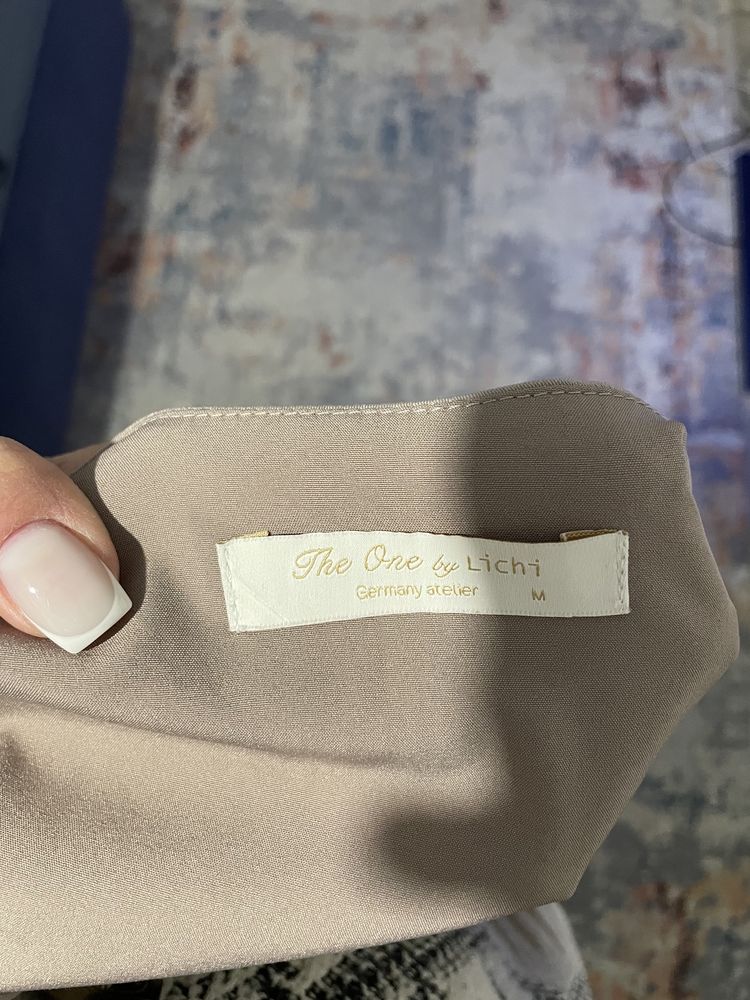 The One by Lichi
Germany atelier M